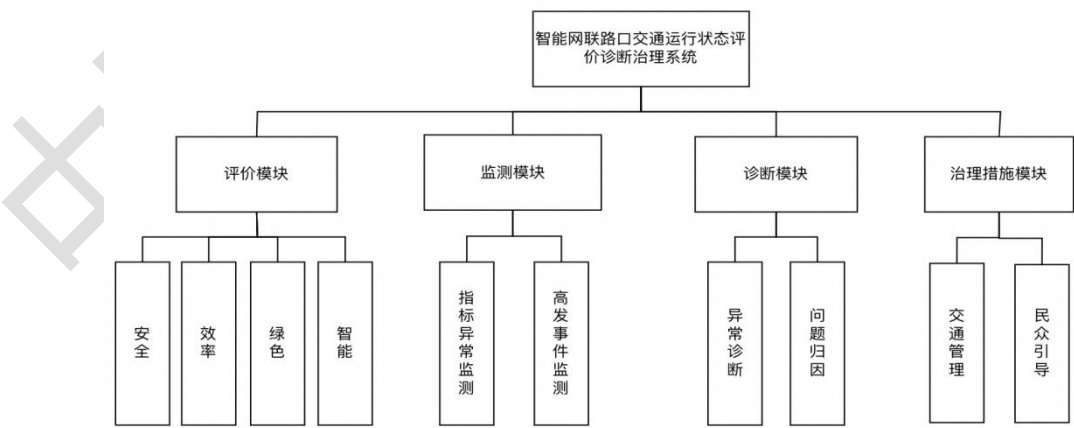 智能网联路口交通运行状态评
价诊断治理系统
评价模块
监测模块
诊断模块
治理措施模块
安全
效率
绿色
智能
指标异常监测
高发事件监测
异常诊断
问题归因
交通管理
民众引导